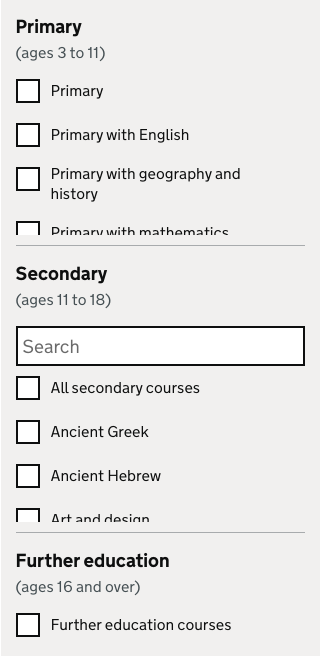 Primary
(ages 3 to 11)
Primary
Primary with English
Primary with geography and
history
Primary with mathematics
Secondary
(ages 11 to 18)
Search
All secondary courses
Ancient Greek
Ancient Hebrew
Art and design
Further education
(ages 16 and over)
Further education courses